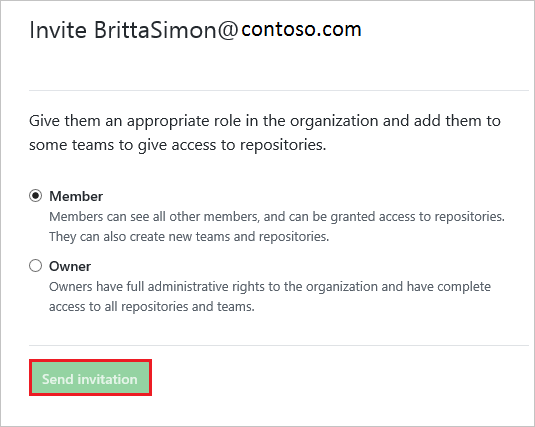 Invite BrittaSimon@contoso.com
Give them an appropriate role in the organization and add them to
some teams to give access to repositories.
Member
Members can see all other members, and can be granted access to repositories.
They can also create new teams and repositories.
Owner
Owners have full administrative rights to the organization and have complete
access to all repositories and teams.
Send invitation